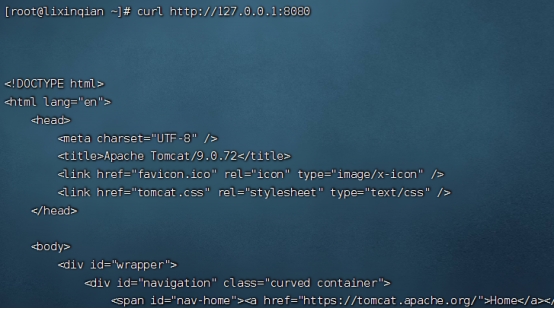 [root@lixinqian ~]# curl http://127.0.0.1:8080
<!DOCTYPE html>
<html lang="en">
<head>
<meta charset="UTF-8" />
<title>Apache Tomcat/9.0.72</title>
<link href="favicon.ico" rel="icon" type="image/x-icon" />
<link href="tomcat.css" rel="stylesheet" type="text/css" />
</head>
<body>
<div id="wrapper">
<div id="navigation" class="curved container">
<span id="nav-home"><a href="https://tomcat.apache.org/">Home</a></